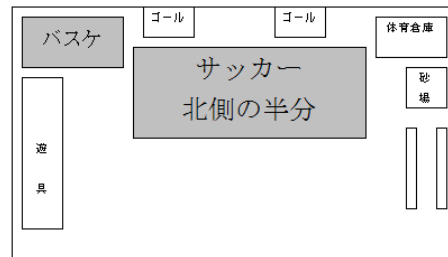 ゴール
ゴール
バスケ
体育倉庫
サッカー
北側の半分
砂
場
遊
具